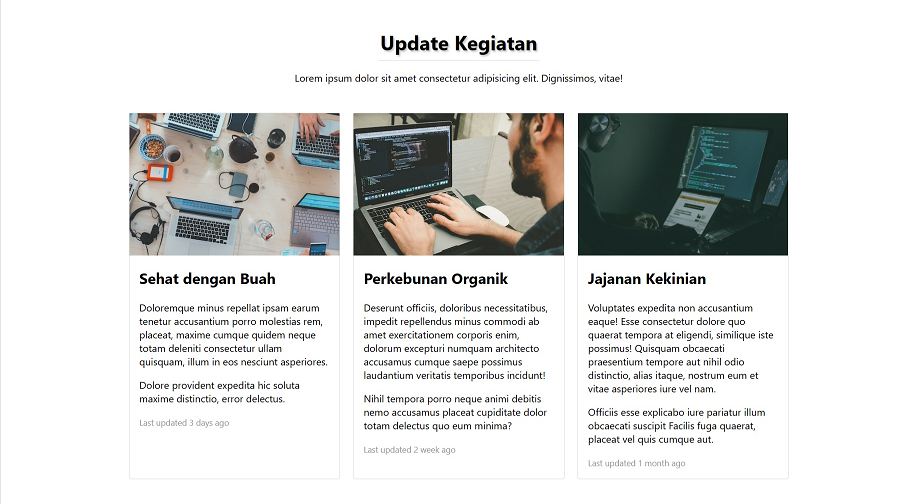 Update Kegiatan
Lorem ipsum dolor sit amet consectetur adipisicing elit. Dignissimos, vitae!
Sehat dengan Buah
Doloremque minus repellat ipsam earum
tenetur accusantium porro molestias rem,
placeat, maxime cumque quidem neque
totam deleniti consectetur ullam
quisquam, illum in eos nesciunt asperiores.
Dolore provident expedita hic soluta
maxime distinctio, error delectus.
Last updated 3 days ago
Perkebunan Organik
Deserunt officiis, doloribus necessitatibus,
impedit repellendus minus commodi ab
amet exercitationem corporis enim,
dolorum excepturi numquam architecto
accusamus cumque saepe possimus
laudantium veritatis temporibus incidunt!
Nihil tempora porro neque animi debitis
nemo accusamus placeat cupiditate dolor
totam delectus quo eum minima?
Last updated 2 week ago
Jajanan Kekinian
Voluptates expedita non accusantium
eaque! Esse consectetur dolore quo
quaerat tempora at eligendi, similique iste
possimus! Quisquam obcaecati
praesentium tempore aut nihil odio
distinctio, alias itaque, nostrum eum et
vitae asperiores iure vel nam.
Officiis esse explicabo iure pariatur illum
obcaecati suscipit Facilis fuga quaerat,
placeat vel quis cumque aut.
Last updated 1 month ago